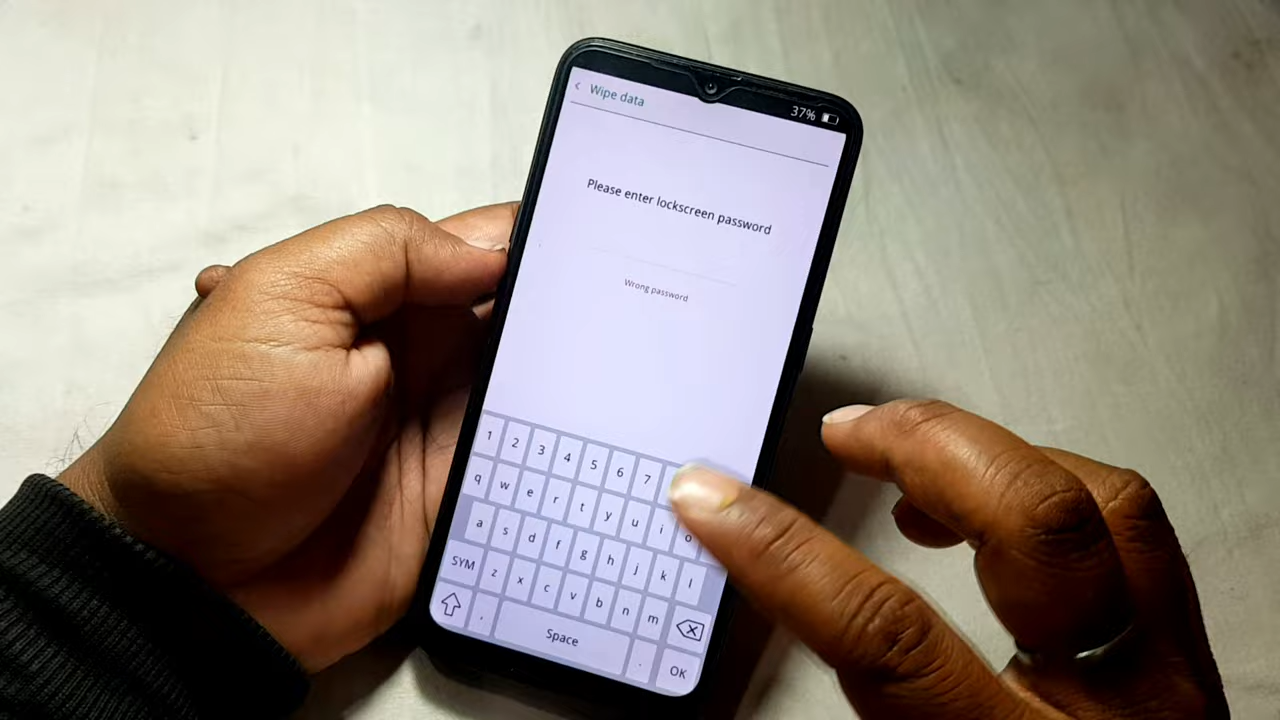 37%
< Wipe data
Please enter lockscreen password
Wrong password
1 2 3 4 5 6 7
q w e r t y u i o
a s d f g h j k l
SYM z x c v b n m
, Space . OK